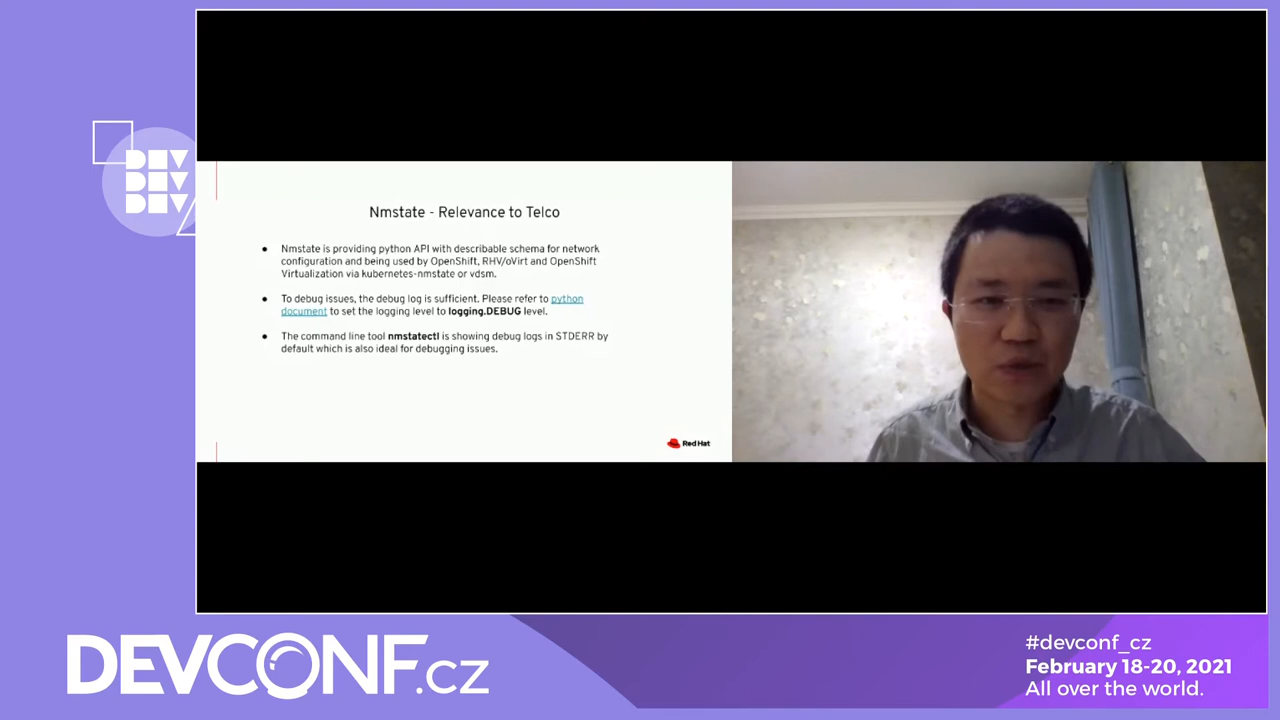 DEV
DEV
DEV
Nmstate - Relevance to Telco
● Nmstate is providing python API with describable schema for network
configuration and being used by OpenShift, RHV/oVirt and OpenShift
Virtualization via kubernetes-nmstate or vdsm.
● To debug issues, the debug log is sufficient. Please refer to python
document to set the logging level to logging.DEBUG level.
● The command line tool nmstatectl is showing debug logs in STDERR by
default which is also ideal for debugging issues.
Red Hat
DEVCONF.cz
#devconf_cz
February 18-20, 2021
All over the world.